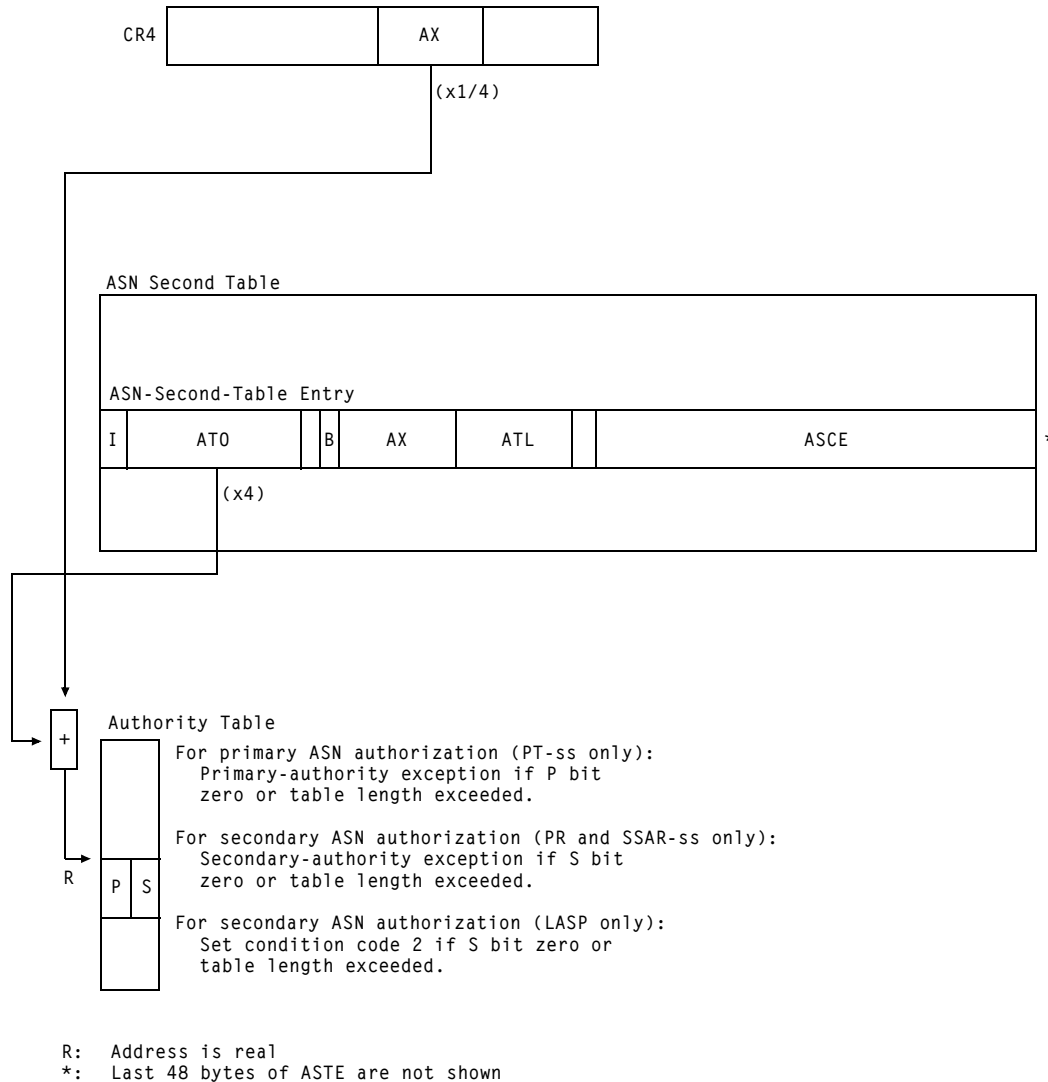 CR4 AX
(x1/4)
ASN Second Table
ASN-Second-Table Entry
I ATO B AX ATL ASCE *
(x4)
+
Authority Table
For primary ASN authorization (PT-ss only):
Primary-authority exception if P bit
zero or table length exceeded.
For secondary ASN authorization (PR and SSAR-ss only):
Secondary-authority exception if S bit
zero or table length exceeded.
R P S
For secondary ASN authorization (LASP only):
Set condition code 2 if S bit zero or
table length exceeded.
R: Address is real
*: Last 48 bytes of ASTE are not shown